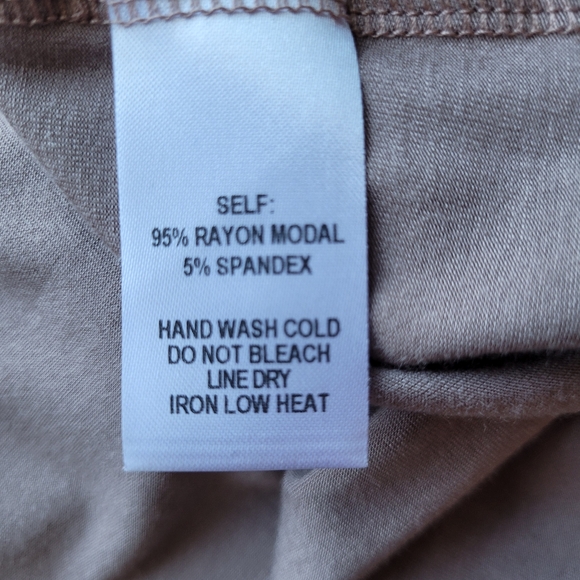 SELF:
95% RAYON MODAL
5% SPANDEX
HAND WASH COLD
DO NOT BLEACH
LINE DRY
IRON LOW HEAT